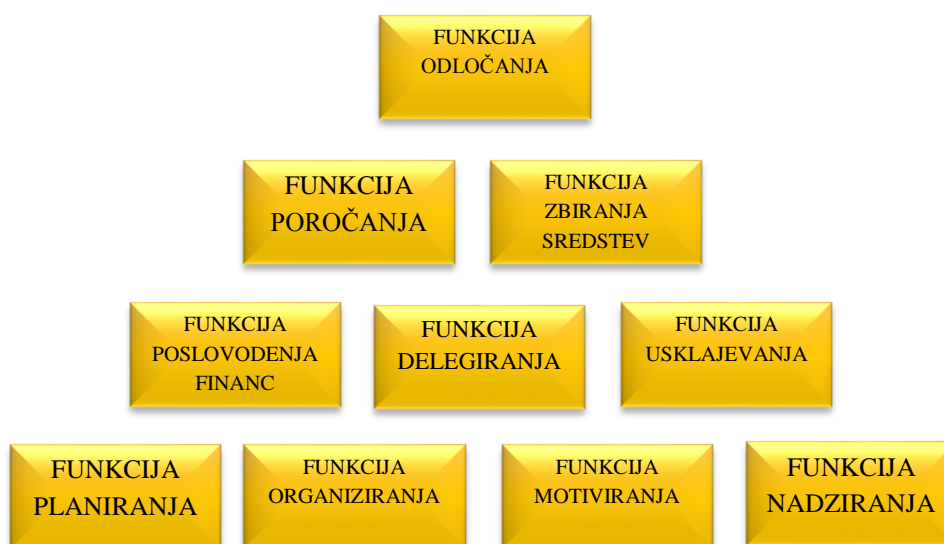 FUNKCIJA
ODLOČANJA
FUNKCIJA
POROČANJA
FUNKCIJA
ZBIRANJA
SREDSTEV
FUNKCIJA
POSLOVODENJA
FINANC
FUNKCIJA
DELEGIRANJA
FUNKCIJA
USKLAJEVANJA
FUNKCIJA
PLANIRANJA
FUNKCIJA
ORGANIZIRANJA
FUNKCIJA
MOTIVIRANJA
FUNKCIJA
NADZIRANJA